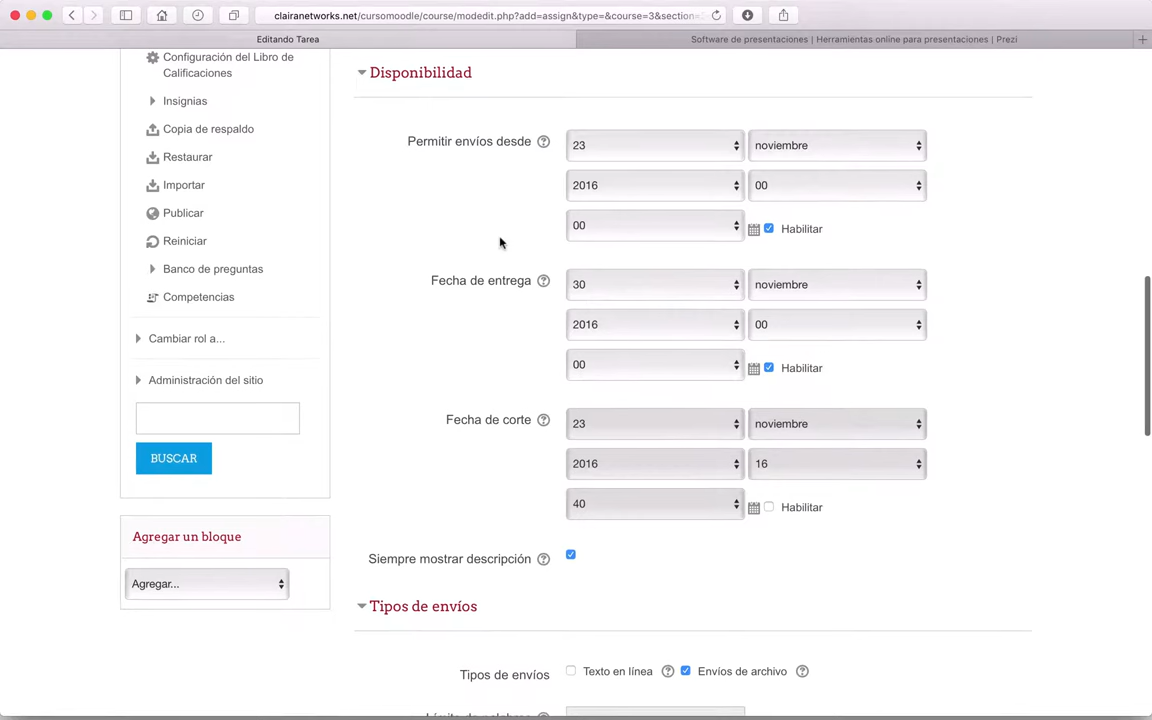 clairanetworks.net/cursomoodle/course/modedit.php?add=assign&type=&course=3&section=
Editando Tarea
Software de presentaciones | Herramientas online para presentaciones | Prezi
Configuración del Libro de
Calificaciones
Insignias
Copia de respaldo
Restaurar
Importar
Publicar
Reiniciar
Banco de preguntas
Competencias
Cambiar rol a...
Administración del sitio
BUSCAR
Agregar un bloque
Agregar...
Disponibilidad
Permitir envíos desde 23 noviembre
2016 00
00 Habilitar
Fecha de entrega 30 noviembre
2016 00
00 Habilitar
Fecha de corte 23 noviembre
2016 16
40 Habilitar
Siempre mostrar descripción
Tipos de envíos
Tipos de envíos Texto en línea Envíos de archivo